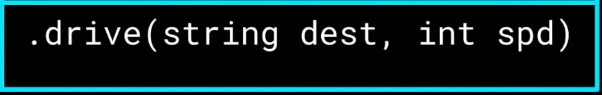 .drive(string dest, int spd)